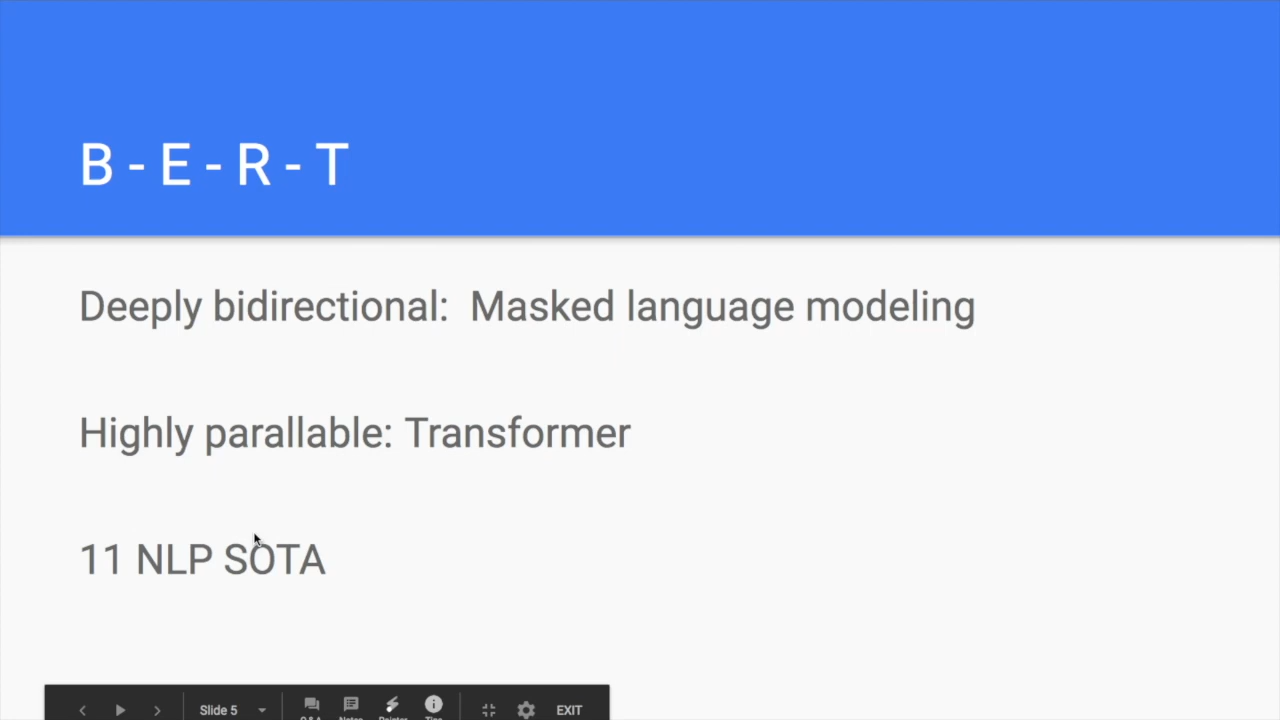 B - E - R - T
Deeply bidirectional: Masked language modeling
Highly parallable: Transformer
11 NLP SOTA
Slide 5
EXIT